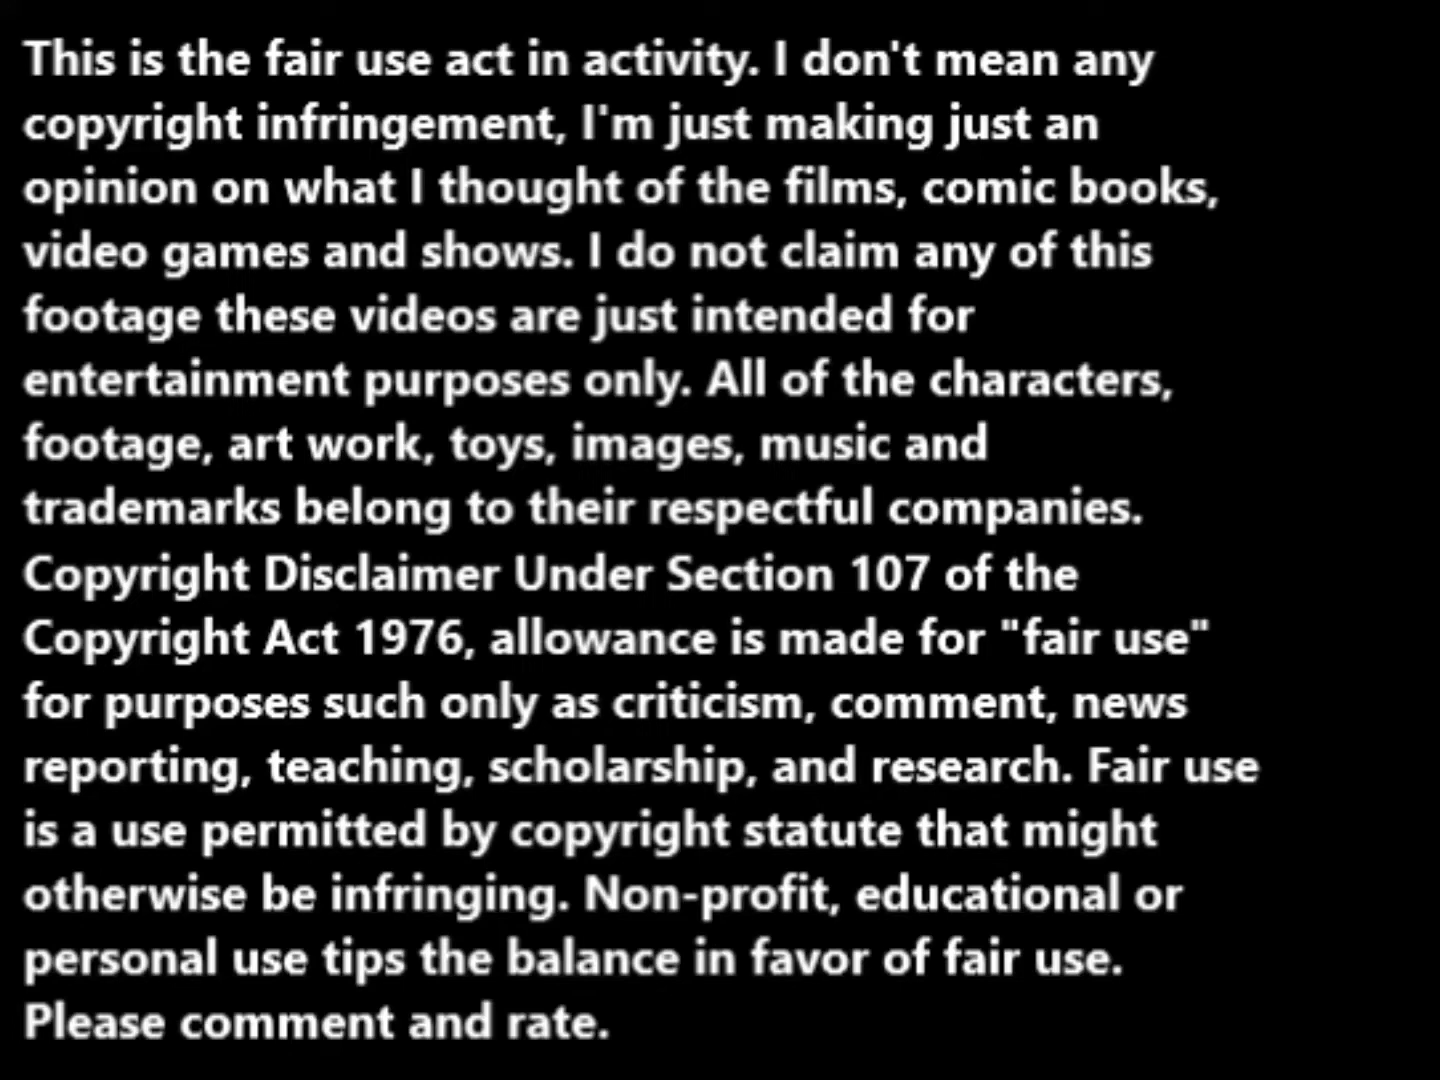 This is the fair use act in activity. I don't mean any
copyright infringement, I'm just making just an
opinion on what I thought of the films, comic books,
video games and shows. I do not claim any of this
footage these videos are just intended for
entertainment purposes only. All of the characters,
footage, art work, toys, images, music and
trademarks belong to their respectful companies.
Copyright Disclaimer Under Section 107 of the
Copyright Act 1976, allowance is made for "fair use"
for purposes such only as criticism, comment, news
reporting, teaching, scholarship, and research. Fair use
is a use permitted by copyright statute that might
otherwise be infringing. Non-profit, educational or
personal use tips the balance in favor of fair use.
Please comment and rate.